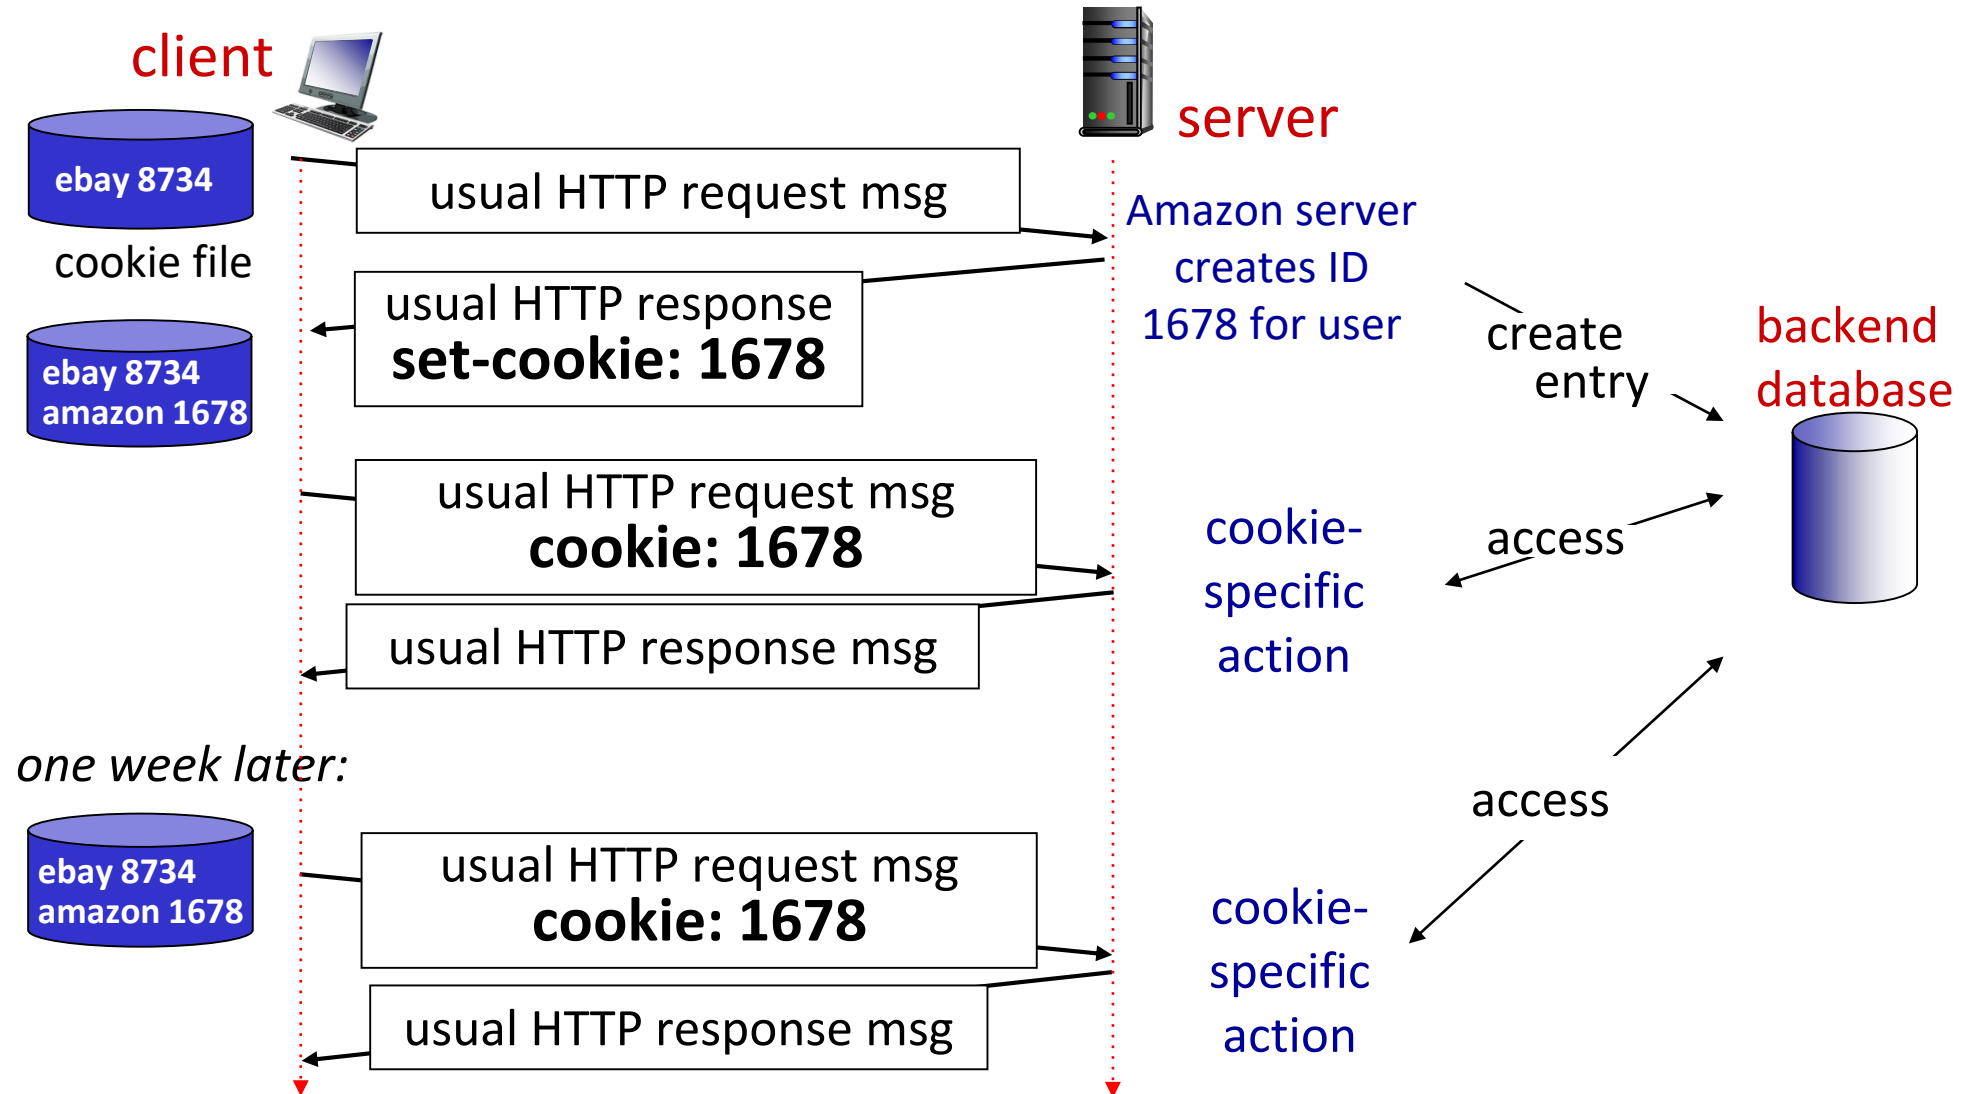 client
server
ebay 8734
cookie file
usual HTTP request msg
Amazon server
creates ID
1678 for user
usual HTTP response
set-cookie: 1678
create
entry
backend
database
ebay 8734
amazon 1678
usual HTTP request msg
cookie: 1678
cookie-
specific
action
access
usual HTTP response msg
one week later:
access
ebay 8734
amazon 1678
usual HTTP request msg
cookie: 1678
cookie-
specific
action
usual HTTP response msg